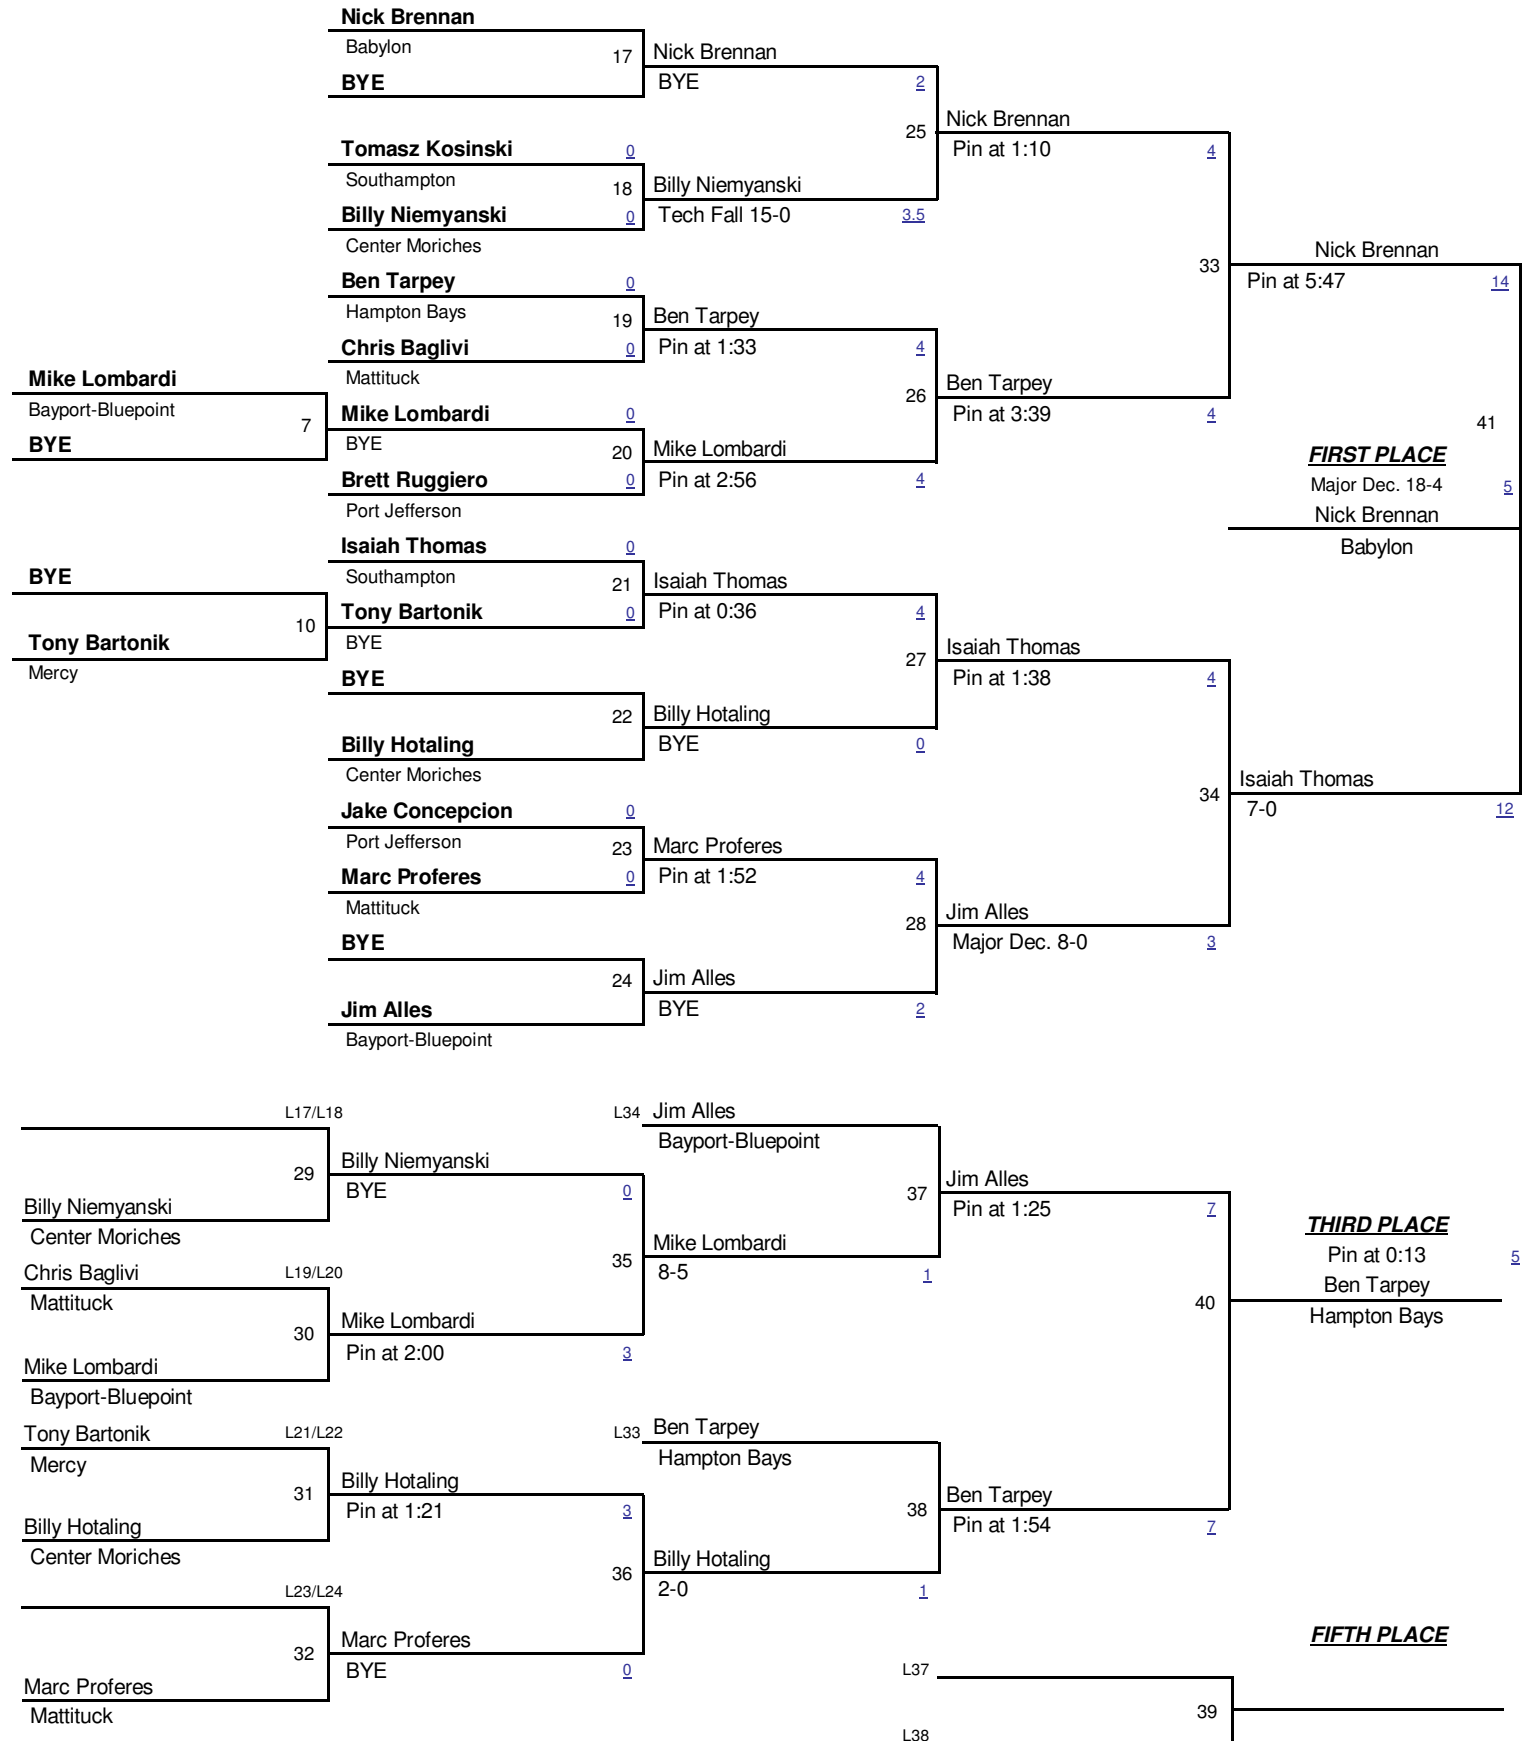 Nick Brennan
Babylon
17
Nick Brennan
BYE
BYE
2
Nick Brennan
25
Tomasz Kosinski
0
Pin at 1:10
4
Southampton
18
Billy Niemyanski
Billy Niemyanski
0
Tech Fall 15-0
3.5
Center Moriches
Nick Brennan
33
Ben Tarpey
0
Pin at 5:47
14
Hampton Bays
19
Ben Tarpey
Chris Baglivi
0
Pin at 1:33
4
Mattituck
Mike Lombardi
Ben Tarpey
26
Bayport-Bluepoint
7
Mike Lombardi
0
Pin at 3:39
4
41
BYE
BYE
20
Mike Lombardi
FIRST PLACE
Brett Ruggiero
0
Pin at 2:56
4
Major Dec. 18-4
5
Port Jefferson
Nick Brennan
Isaiah Thomas
0
Babylon
BYE
Southampton
21
Isaiah Thomas
10
Tony Bartonik
0
Pin at 0:36
4
Tony Bartonik
BYE
Isaiah Thomas
27
Mercy
BYE
Pin at 1:38
4
22
Billy Hotaling
Billy Hotaling
BYE
0
Center Moriches
Isaiah Thomas
34
Jake Concepcion
0
7-0
12
Port Jefferson
23
Marc Proferes
Marc Proferes
0
Pin at 1:52
4
Mattituck
Jim Alles
28
BYE
Major Dec. 8-0
3
24
Jim Alles
Jim Alles
BYE
2
Bayport-Bluepoint
L17/L18
L34
Jim Alles
Bayport-Bluepoint
29
Billy Niemyanski
BYE
0
37
Jim Alles
Pin at 1:25
7
Billy Niemyanski
Center Moriches
THIRD PLACE
35
Mike Lombardi
8-5
1
Pin at 0:13
5
Chris Baglivi
L19/L20
Ben Tarpey
Mattituck
40
Hampton Bays
30
Mike Lombardi
Pin at 2:00
3
Mike Lombardi
Bayport-Bluepoint
Tony Bartonik
L21/L22
L33
Ben Tarpey
Mercy
Hampton Bays
31
Billy Hotaling
Pin at 1:21
3
38
Ben Tarpey
Pin at 1:54
7
Billy Hotaling
Center Moriches
36
Billy Hotaling
2-0
1
L23/L24
32
Marc Proferes
BYE
0
FIFTH PLACE
L37
Marc Proferes
Mattituck
39
L38